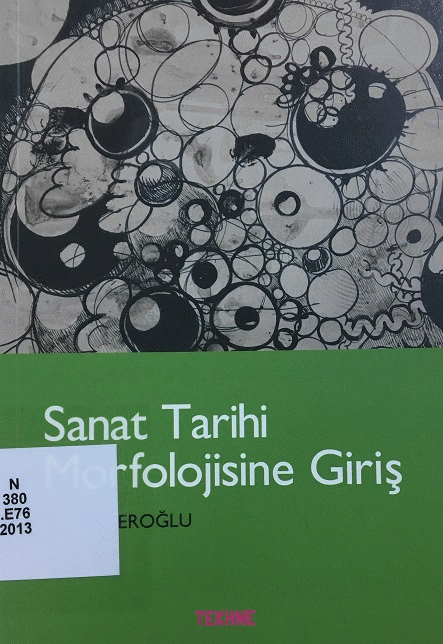 Sanat Tarihi
Morfolojisine Giriş
EROĞLU
N
380
.E76
2013
TEKHNE